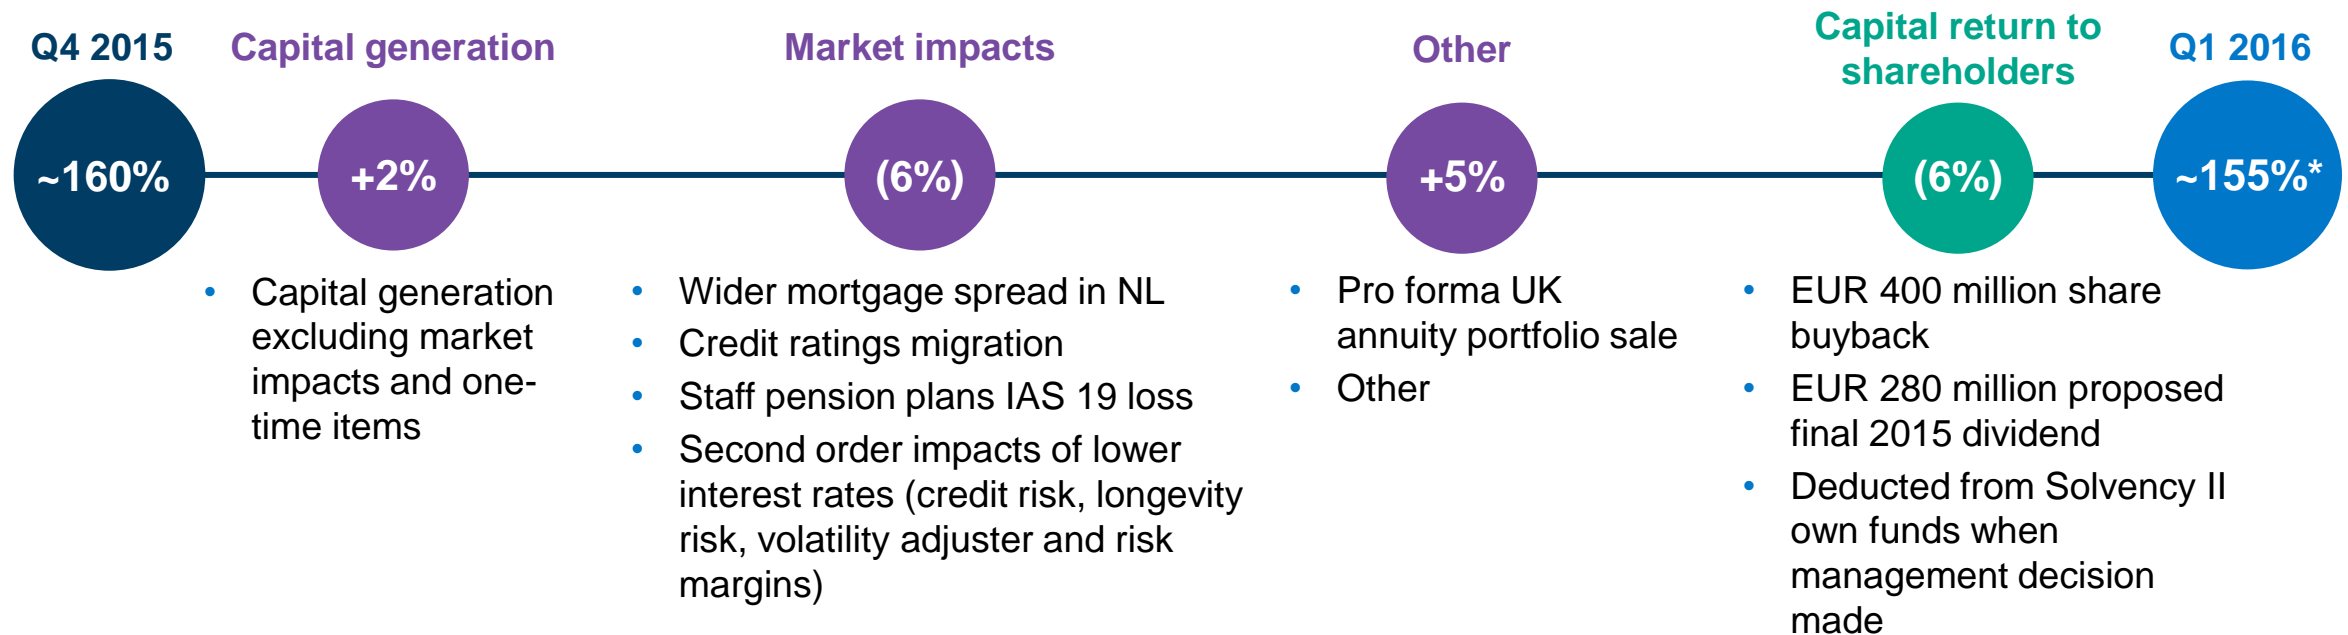 Q4 2015
~160%
Capital generation
+2%
• Capital generation
excluding market
impacts and one-
time items
Market impacts
(6%)
• Wider mortgage spread in NL
• Credit ratings migration
• Staff pension plans IAS 19 loss
• Second order impacts of lower
interest rates (credit risk, longevity
risk, volatility adjuster and risk
margins)
Other
+5%
• Pro forma UK
annuity portfolio sale
• Other
Capital return to
shareholders
(6%)
• EUR 400 million share
buyback
• EUR 280 million proposed
final 2015 dividend
• Deducted from Solvency II
own funds when
management decision
made
Q1 2016
~155%*